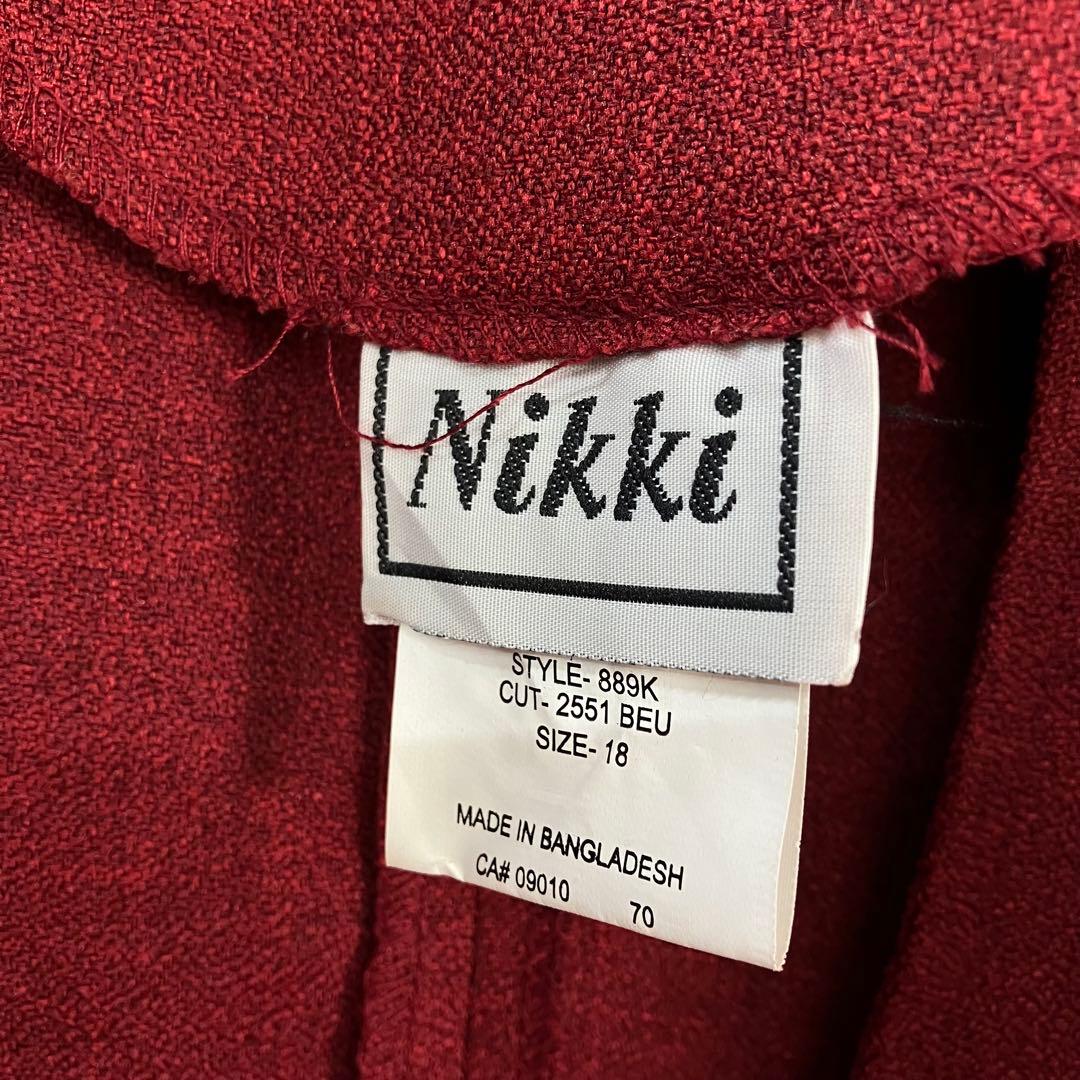 Nikki
STYLE- 889K
CUT- 2551 BEU
SIZE- 18
MADE IN BANGLADESH
CA# 09010 70